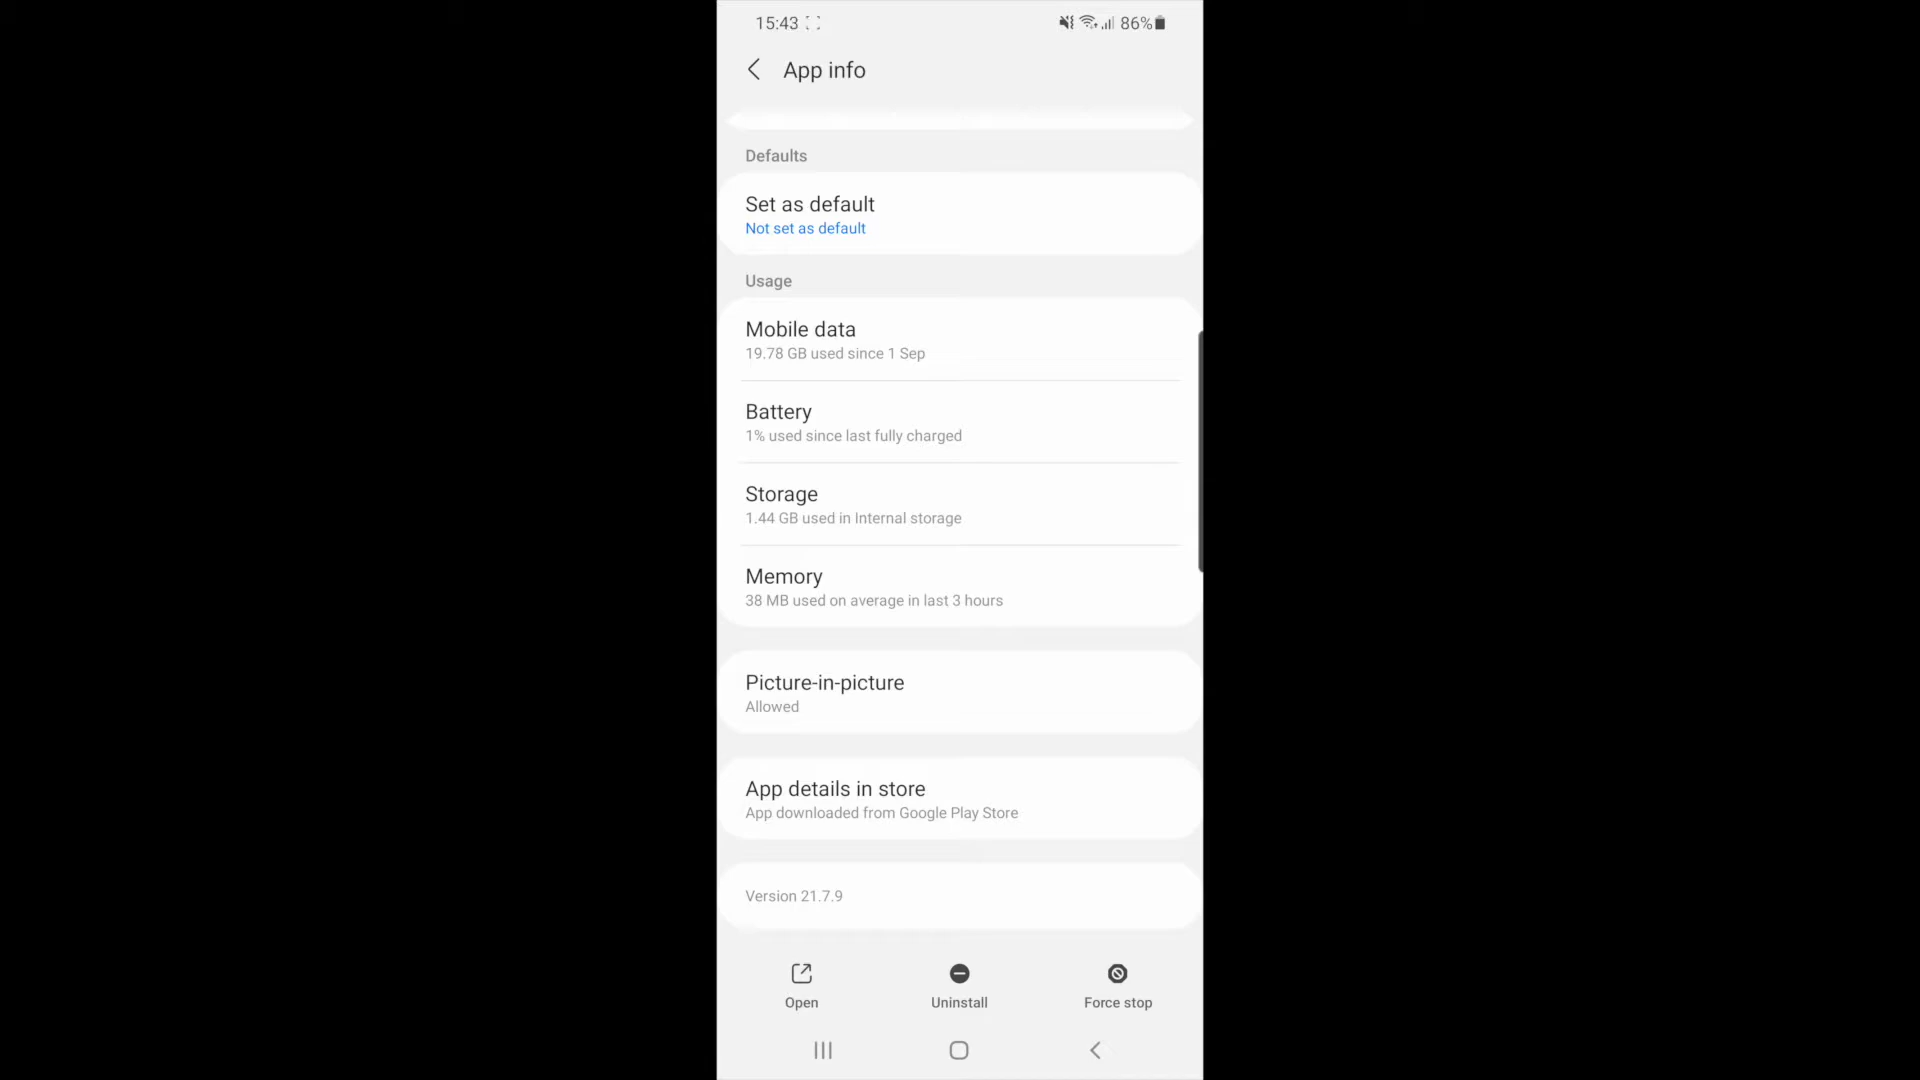 15:43
86%
App info
Defaults
Set as default
Not set as default
Usage
Mobile data
19.78 GB used since 1 Sep
Battery
1% used since last fully charged
Storage
1.44 GB used in Internal storage
Memory
38 MB used on average in last 3 hours
Picture-in-picture
Allowed
App details in store
App downloaded from Google Play Store
Version 21.7.9
Open
Uninstall
Force stop